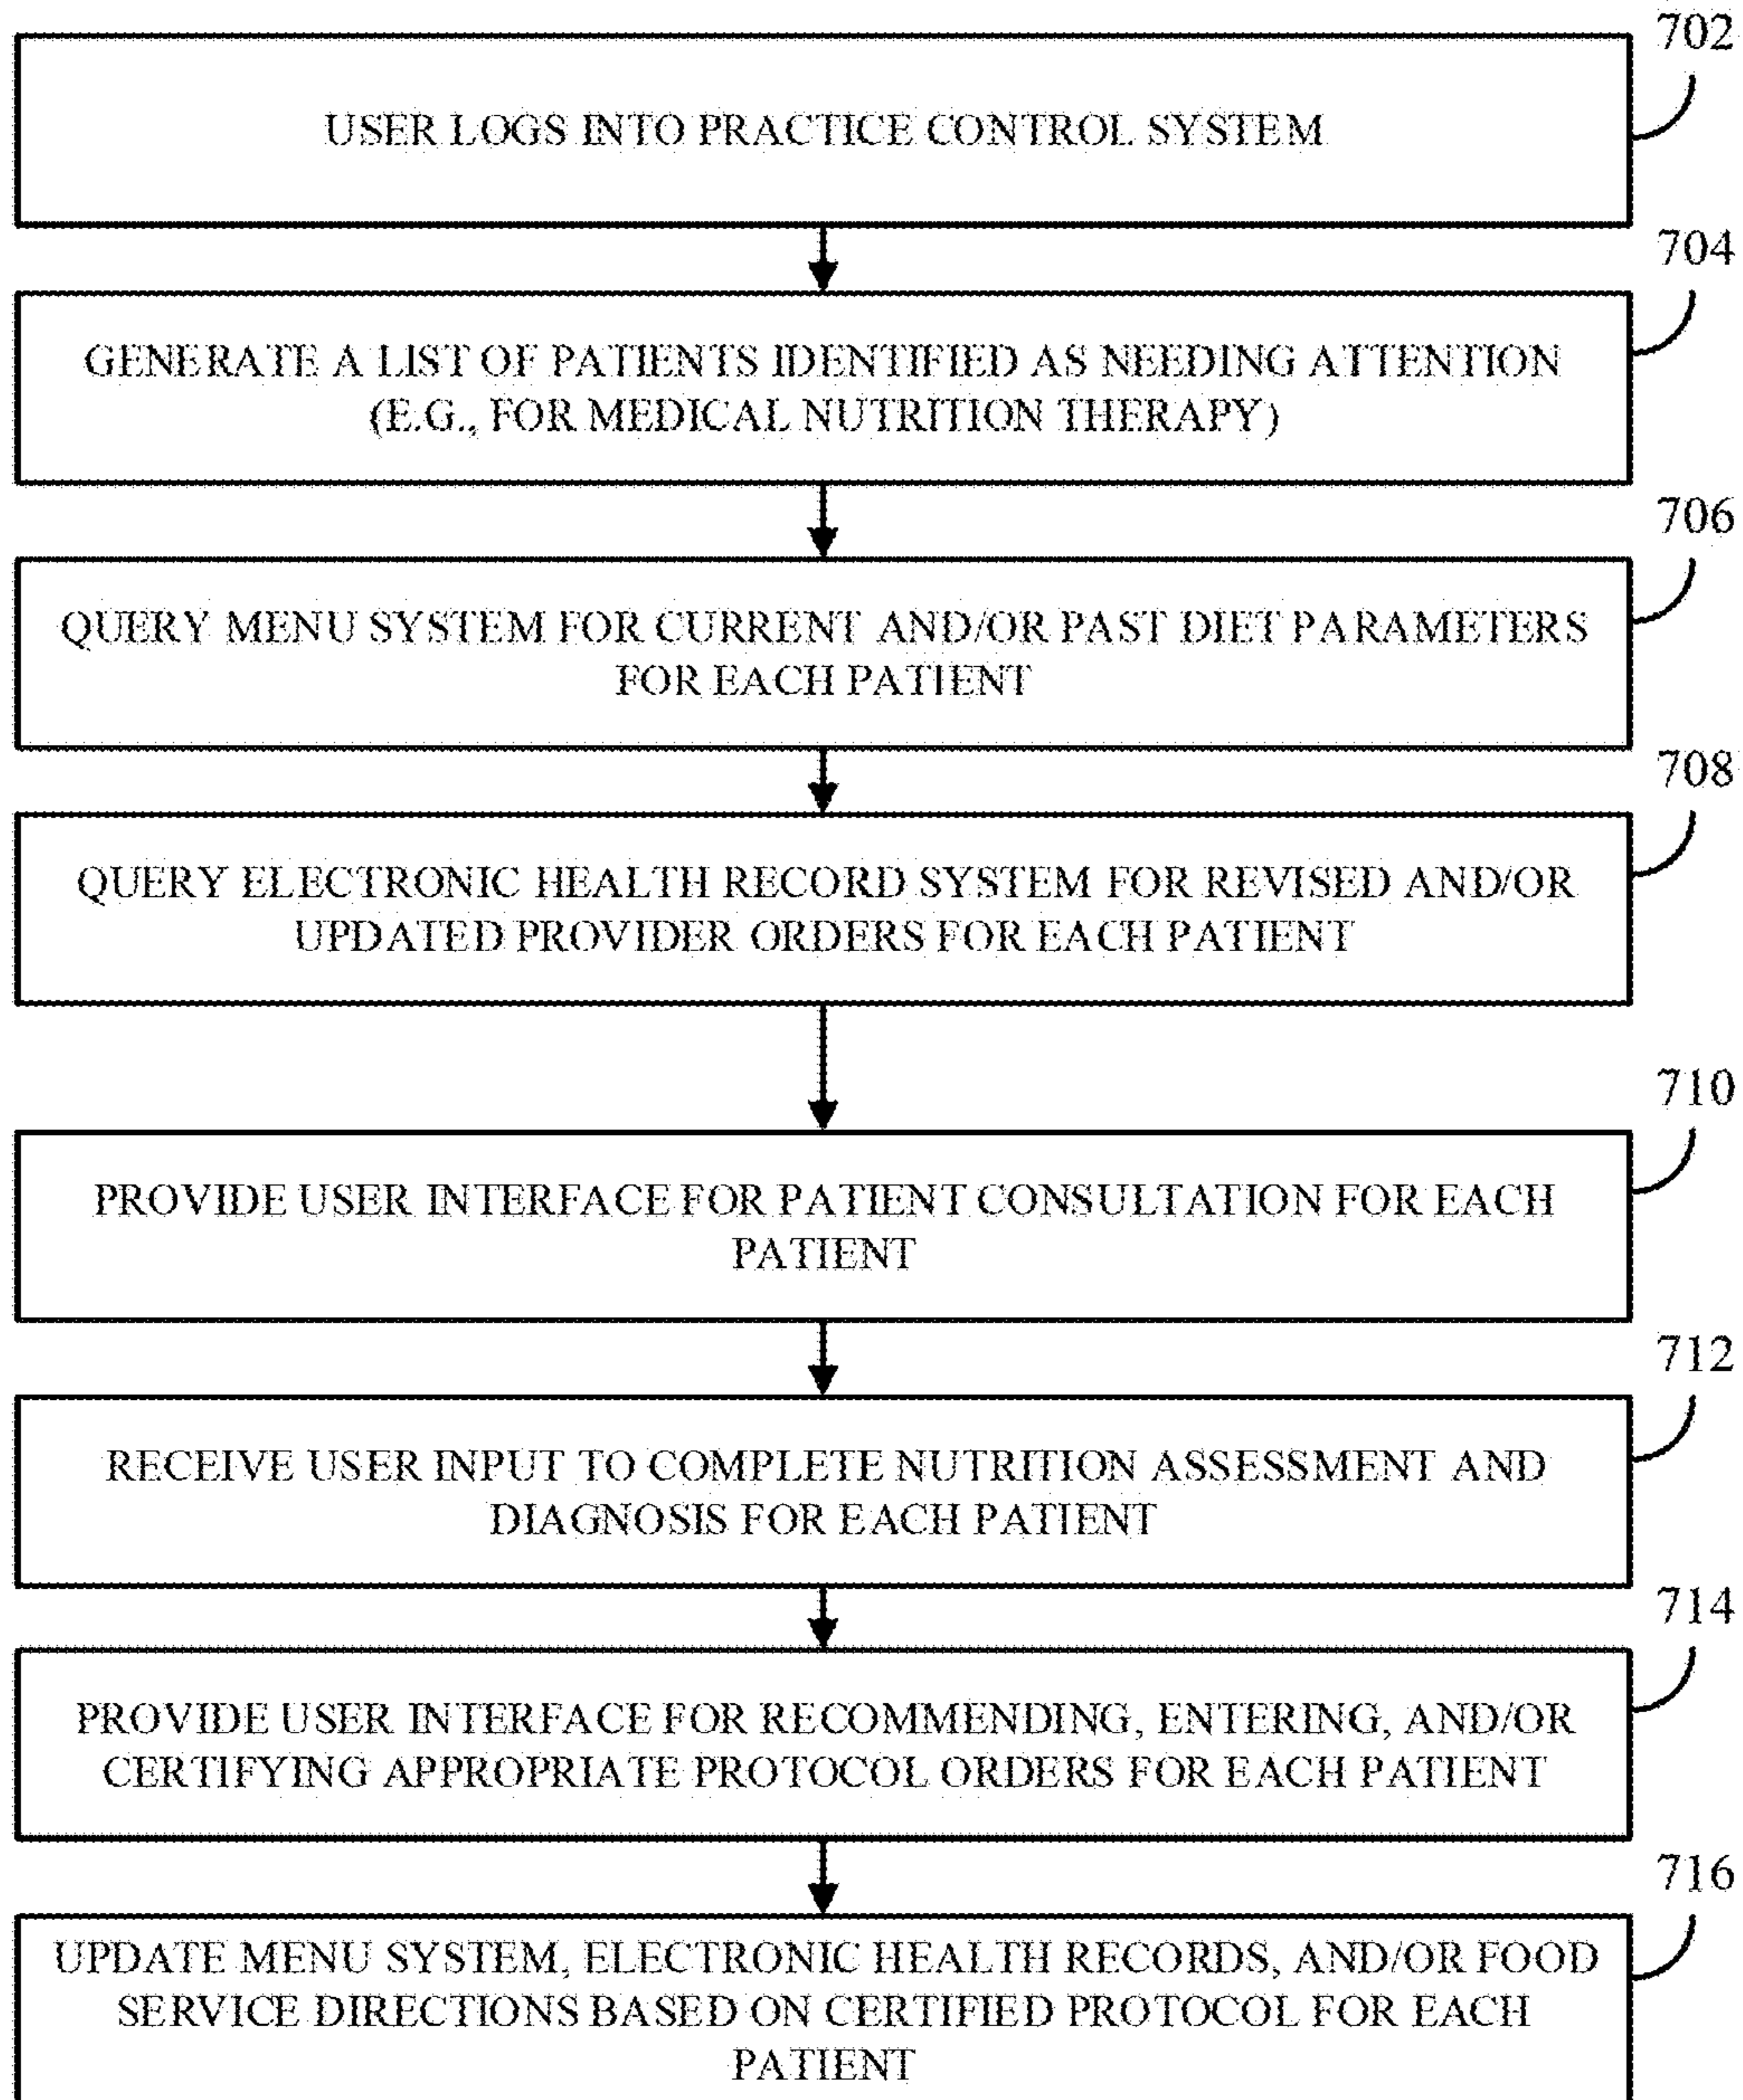 702
USER LOGS INTO PRACTICE CONTROL SYSTEM
704
GENERATE A LIST OF PATIENTS IDENTIFIED AS NEEDING ATTENTION
(E.G., FOR MEDICAL NUTRITION THERAPY)
706
QUERY MENU SYSTEM FOR CURRENT AND/OR PAST DIET PARAMETERS
FOR EACH PATIENT
708
QUERY ELECTRONIC HEALTH RECORD SYSTEM FOR REVISED AND/OR
UPDATED PROVIDER ORDERS FOR EACH PATIENT
710
PROVIDE USER INTERFACE FOR PATIENT CONSULTATION FOR EACH
PATIENT
712
RECEIVE USER INPUT TO COMPLETE NUTRITION ASSESSMENT AND
DIAGNOSIS FOR EACH PATIENT
714
PROVIDE USER INTERFACE FOR RECOMMENDING, ENTERING, AND/OR
CERTIFYING APPROPRIATE PROTOCOL ORDERS FOR EACH PATIENT
716
UPDATE MENU SYSTEM, ELECTRONIC HEALTH RECORDS, AND/OR FOOD
SERVICE DIRECTIONS BASED ON CERTIFIED PROTOCOL FOR EACH
PATIENT